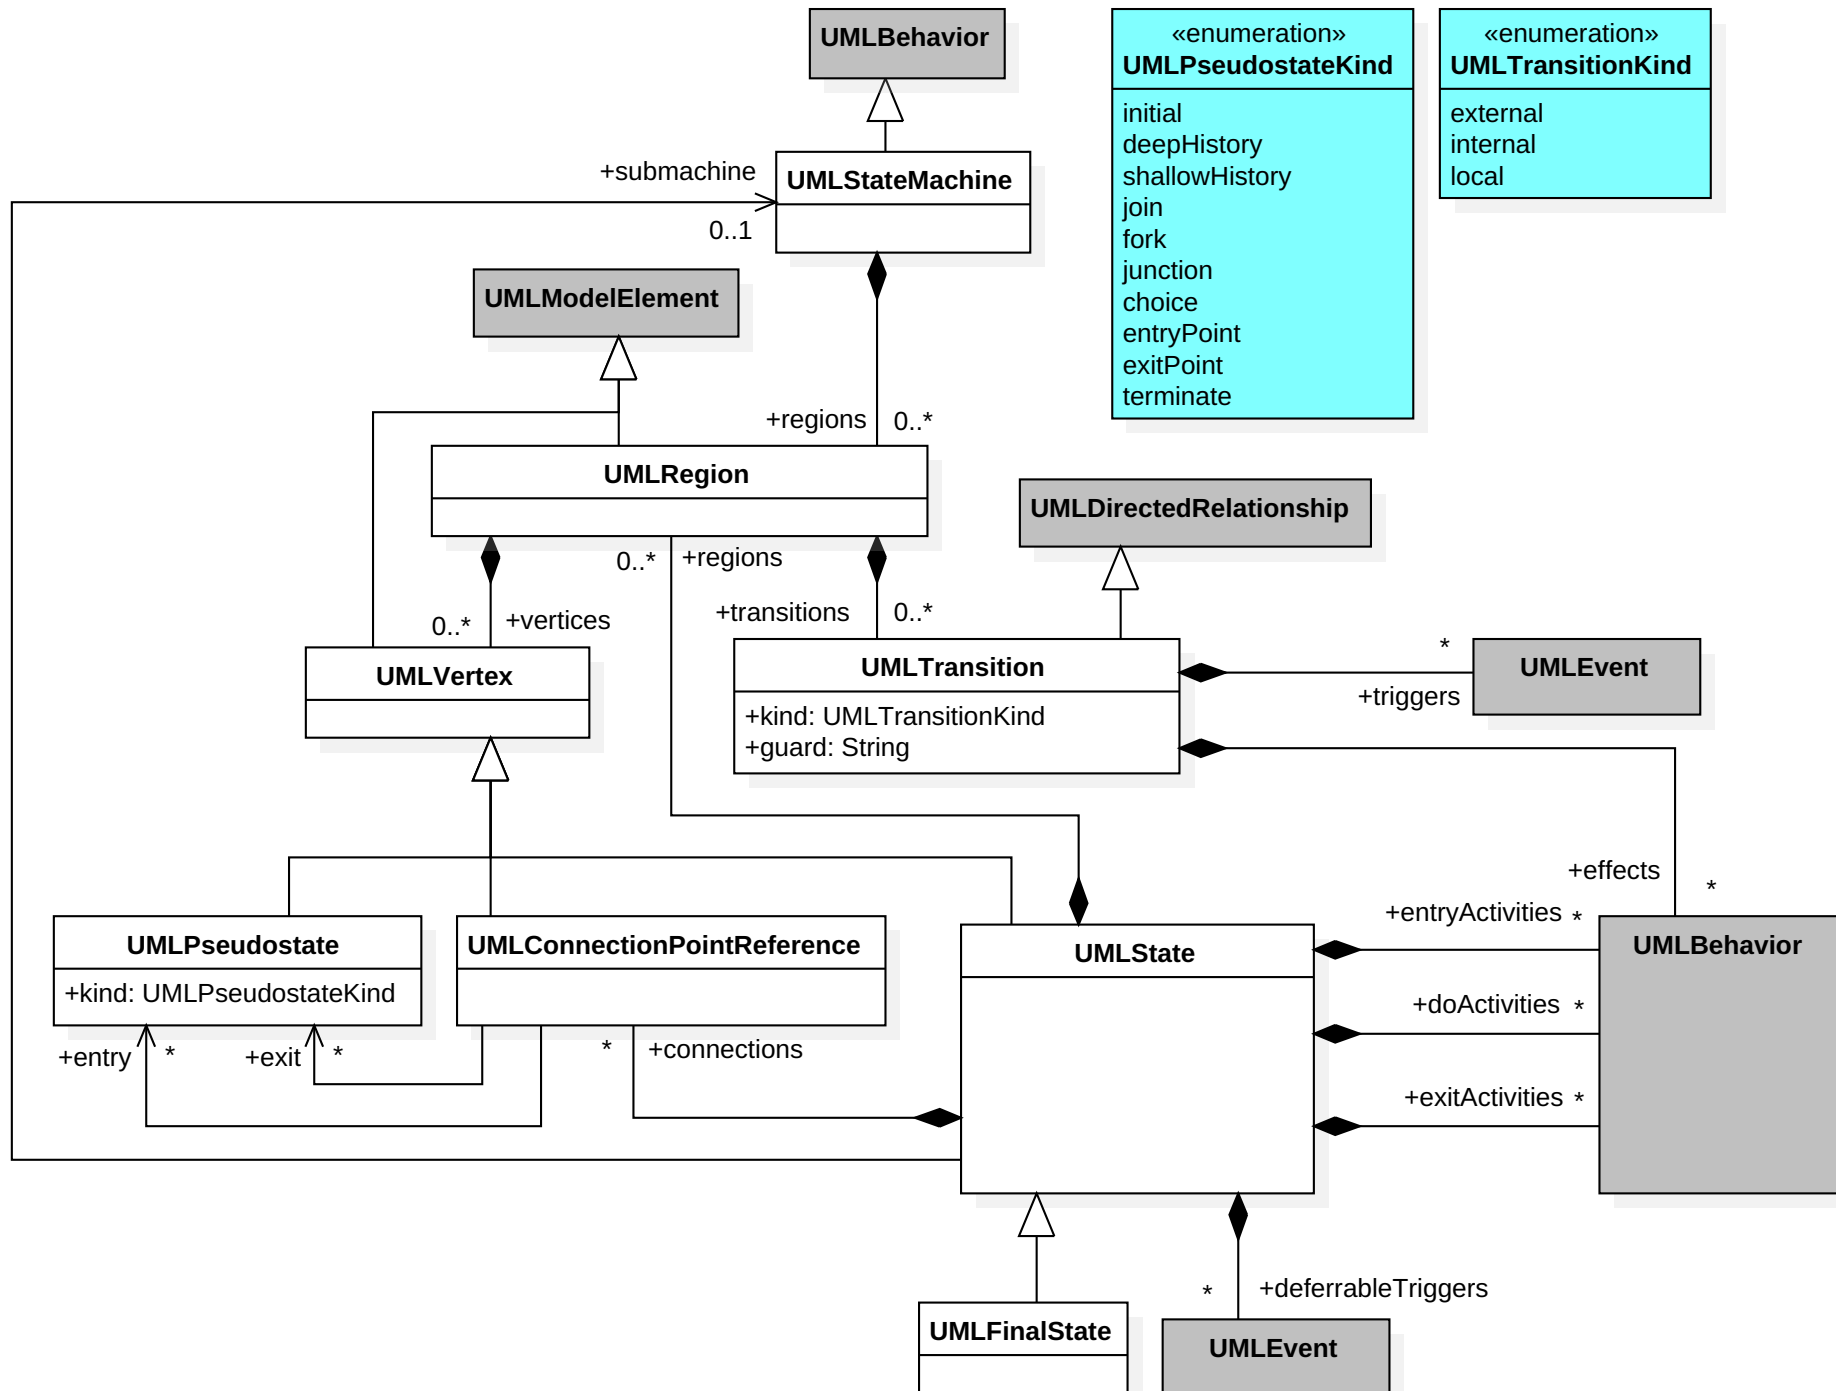 UMLBehavior
«enumeration»
UMLPseudostateKind
initial
deepHistory
shallowHistory
join
fork
junction
choice
entryPoint
exitPoint
terminate
«enumeration»
UMLTransitionKind
external
internal
local
+submachine
0..1
UMLStateMachine
UMLModelElement
+regions
0..*
UMLRegion
UMLDirectedRelationship
0..*
+regions
+transitions
0..*
0..*
+vertices
UMLVertex
UMLTransition
+kind: UMLTransitionKind
+guard: String
*
+triggers
UMLEvent
+effects
*
UMLPseudostate
+kind: UMLPseudostateKind
UMLConnectionPointReference
UMLState
+entryActivities
*
UMLBehavior
+doActivities
*
+exitActivities
*
+entry
*
+exit
*
*
+connections
*
+deferrableTriggers
UMLFinalState
UMLEvent